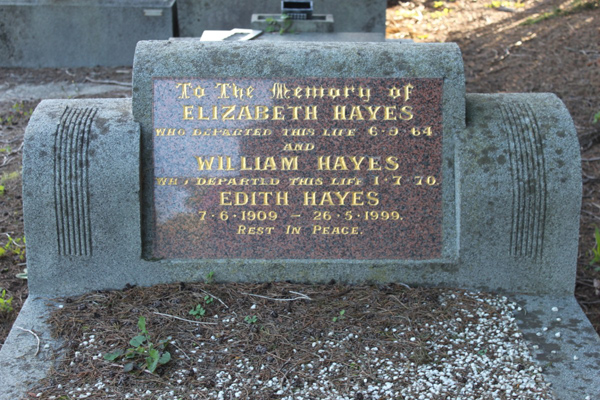 To The Memory of
ELIZABETH HAYES
WHO DEPARTED THIS LIFE 6·9·64
AND
WILLIAM HAYES
WHO DEPARTED THIS LIFE 1·7·70.
EDITH HAYES
7·6·1909 – 26·5·1999.
REST IN PEACE.